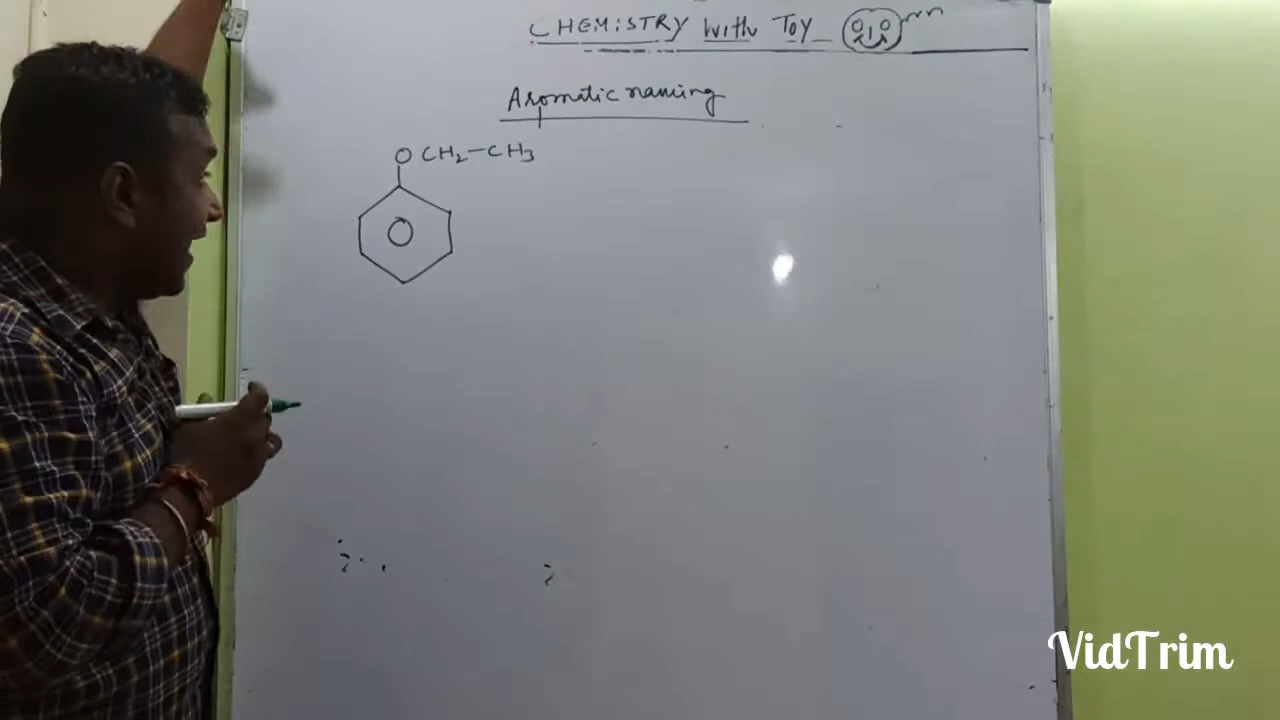 CHEMISTRY With TOY
Aromatic naming
O CH₂-CH₃
VidTrim